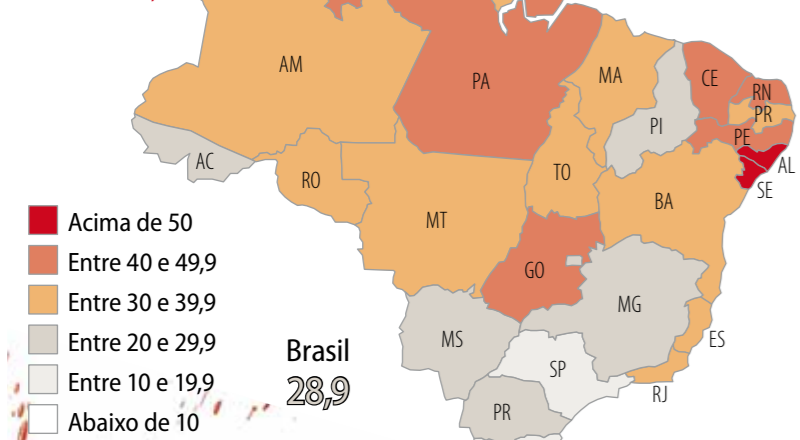 AM
PA
MA
CE
RN
PR
PI
PE
AL
AC
RO
TO
SE
MT
BA
GO
MG
MS
ES
SP
RJ
PR
Acima de 50
Entre 40 e 49,9
Entre 30 e 39,9
Entre 20 e 29,9
Entre 10 e 19,9
Abaixo de 10
Brasil
28,9